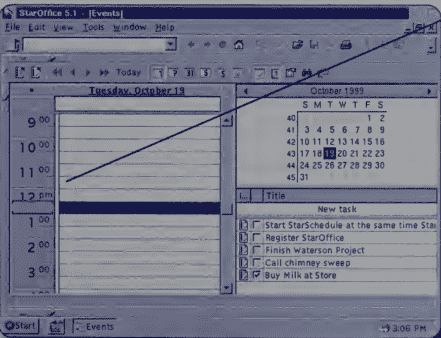 StarOffice 5.1 - [Events]
File Edit View Tools Window Help
Today 1 7 31
Tuesday, October 19
9 00
10 00
11 00
12 pm
1 00
2 00
3 00
October 1999
S M T W T F S
40 1 2
41 3 4 5 6 7 8 9
42 10 11 12 13 14 15 16
43 17 18 19 20 21 22 23
44 24 25 26 27 28 29 30
45 31
Title
New task
Start StarSchedule at the same time Star
Register StarOffice
Finish Waterson Project
Call chimney sweep
Buy Milk at Store
Start Events 3:06 PM